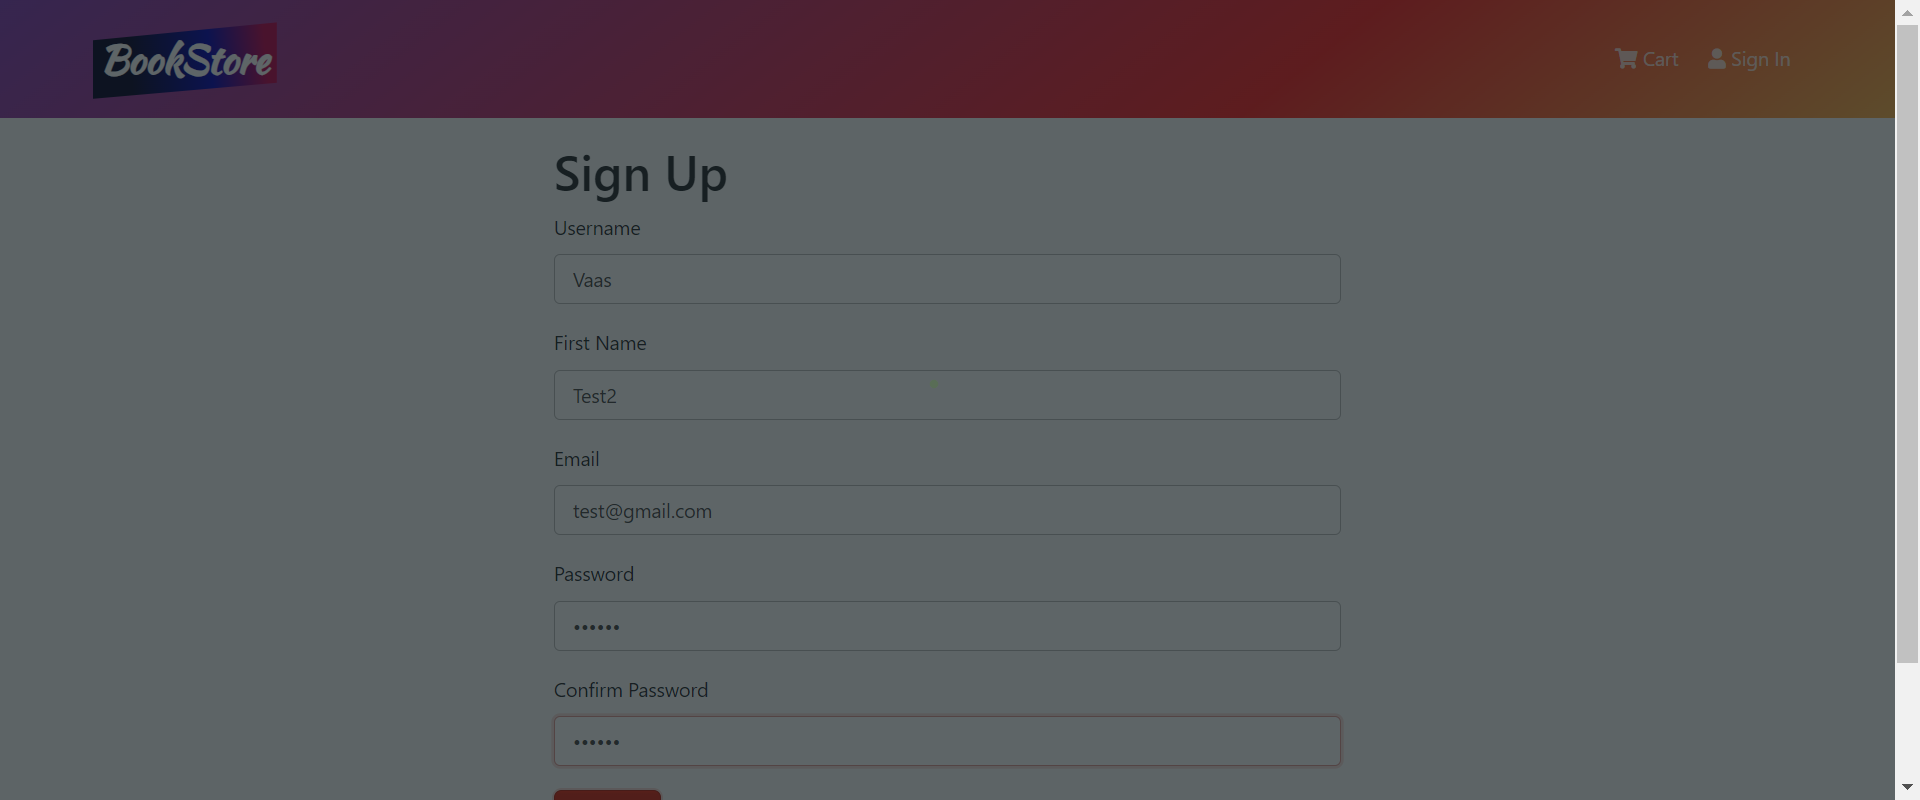 BookStore
Cart
Sign In
Sign Up
Username
Vaas
First Name
Test2
Email
test@gmail.com
Password
••••••
Confirm Password
••••••